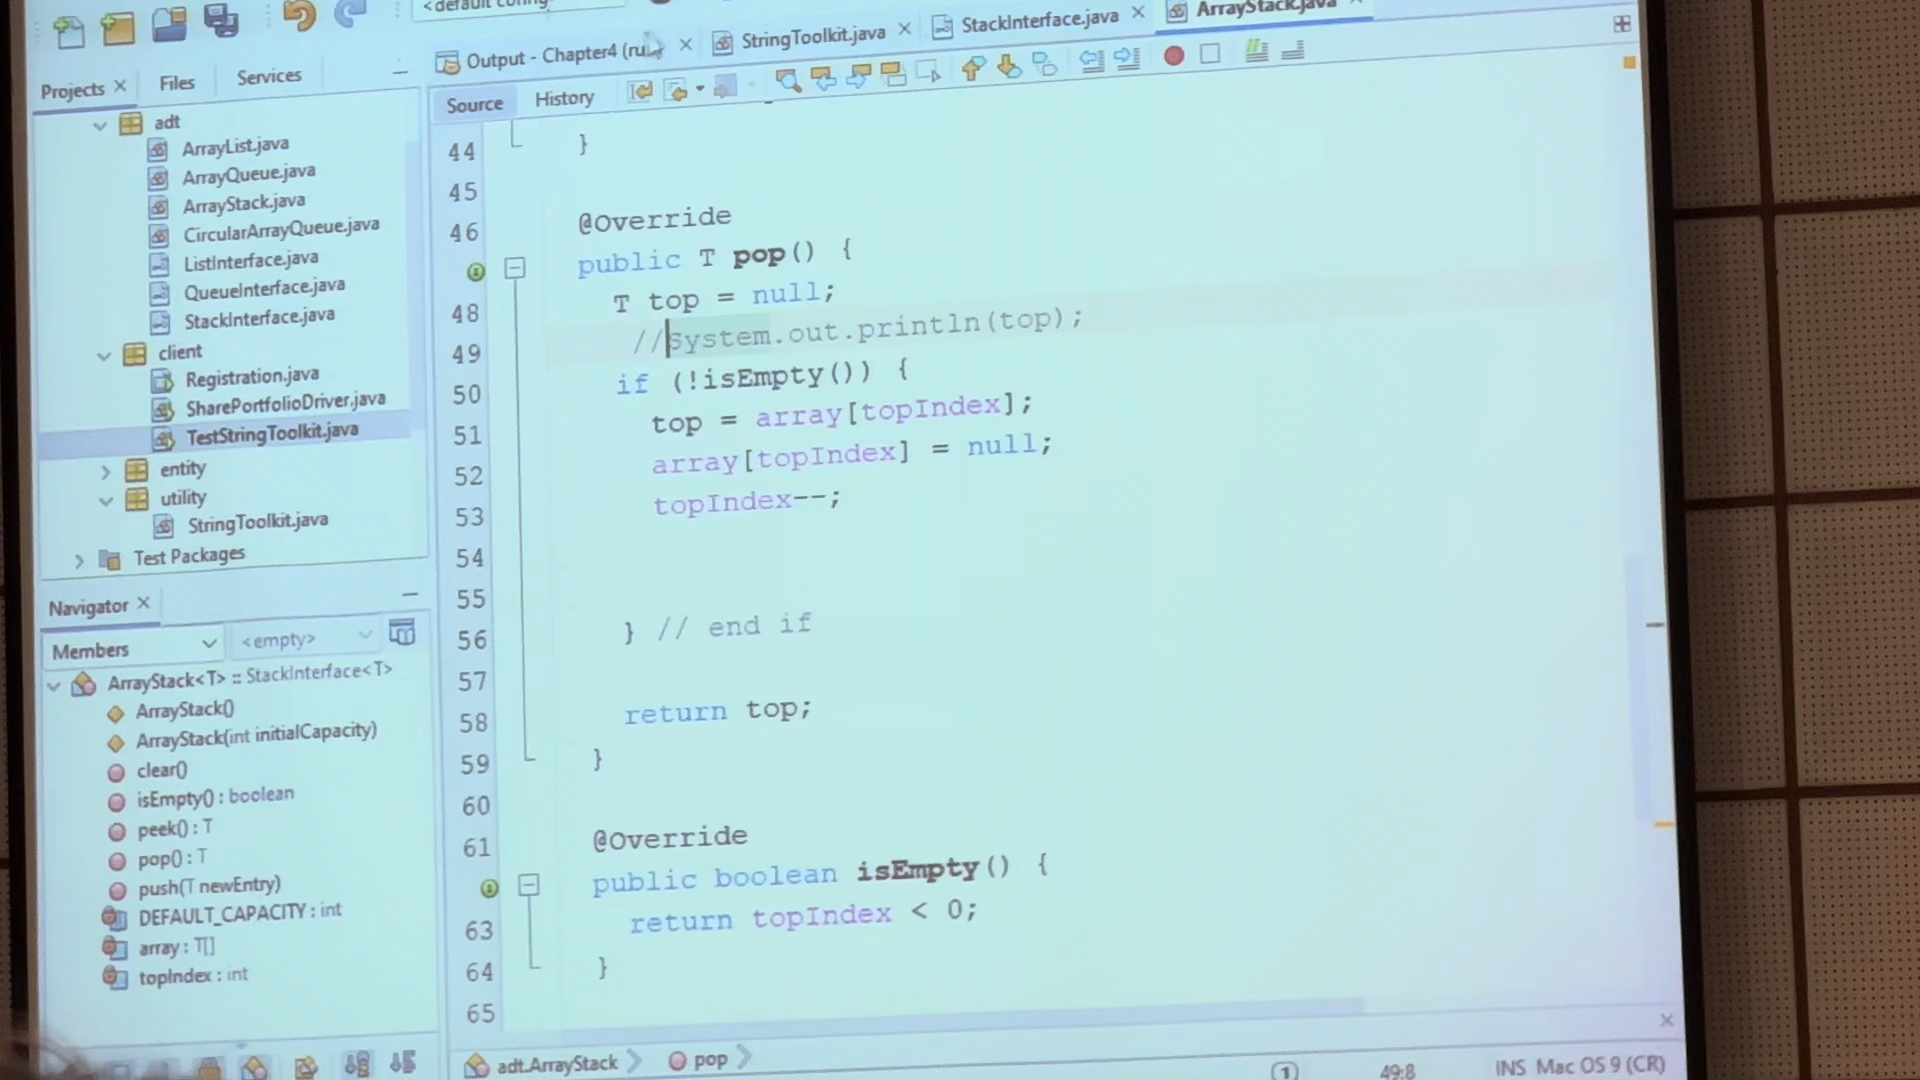 <default config
Projects × Files Services
adt
ArrayList.java
ArrayQueue.java
ArrayStack.java
CircularArrayQueue.java
ListInterface.java
QueueInterface.java
StackInterface.java
client
Registration.java
SharePortfolioDriver.java
TestStringToolkit.java
entity
utility
StringToolkit.java
Test Packages
Navigator ×
Members <empty>
ArrayStack<T> :: StackInterface<T>
ArrayStack()
ArrayStack(int initialCapacity)
clear()
isEmpty() : boolean
peek() : T
pop() : T
push(T newEntry)
DEFAULT_CAPACITY : int
array : T[]
topIndex : int
Output - Chapter4 × StringToolkit.java × StackInterface.java × ArrayStack.java
Source History
44 }
45
46 @Override
public T pop() {
48 T top = null;
49 //System.out.println(top);
50 if (!isEmpty()) {
51 top = array[topIndex];
52 array[topIndex] = null;
53 topIndex--;
54
55
56 } // end if
57
58 return top;
59 }
60
61 @Override
public boolean isEmpty() {
63 return topIndex < 0;
64 }
65
adt.ArrayStack pop
1 49:8 INS Mac OS 9 (CR)